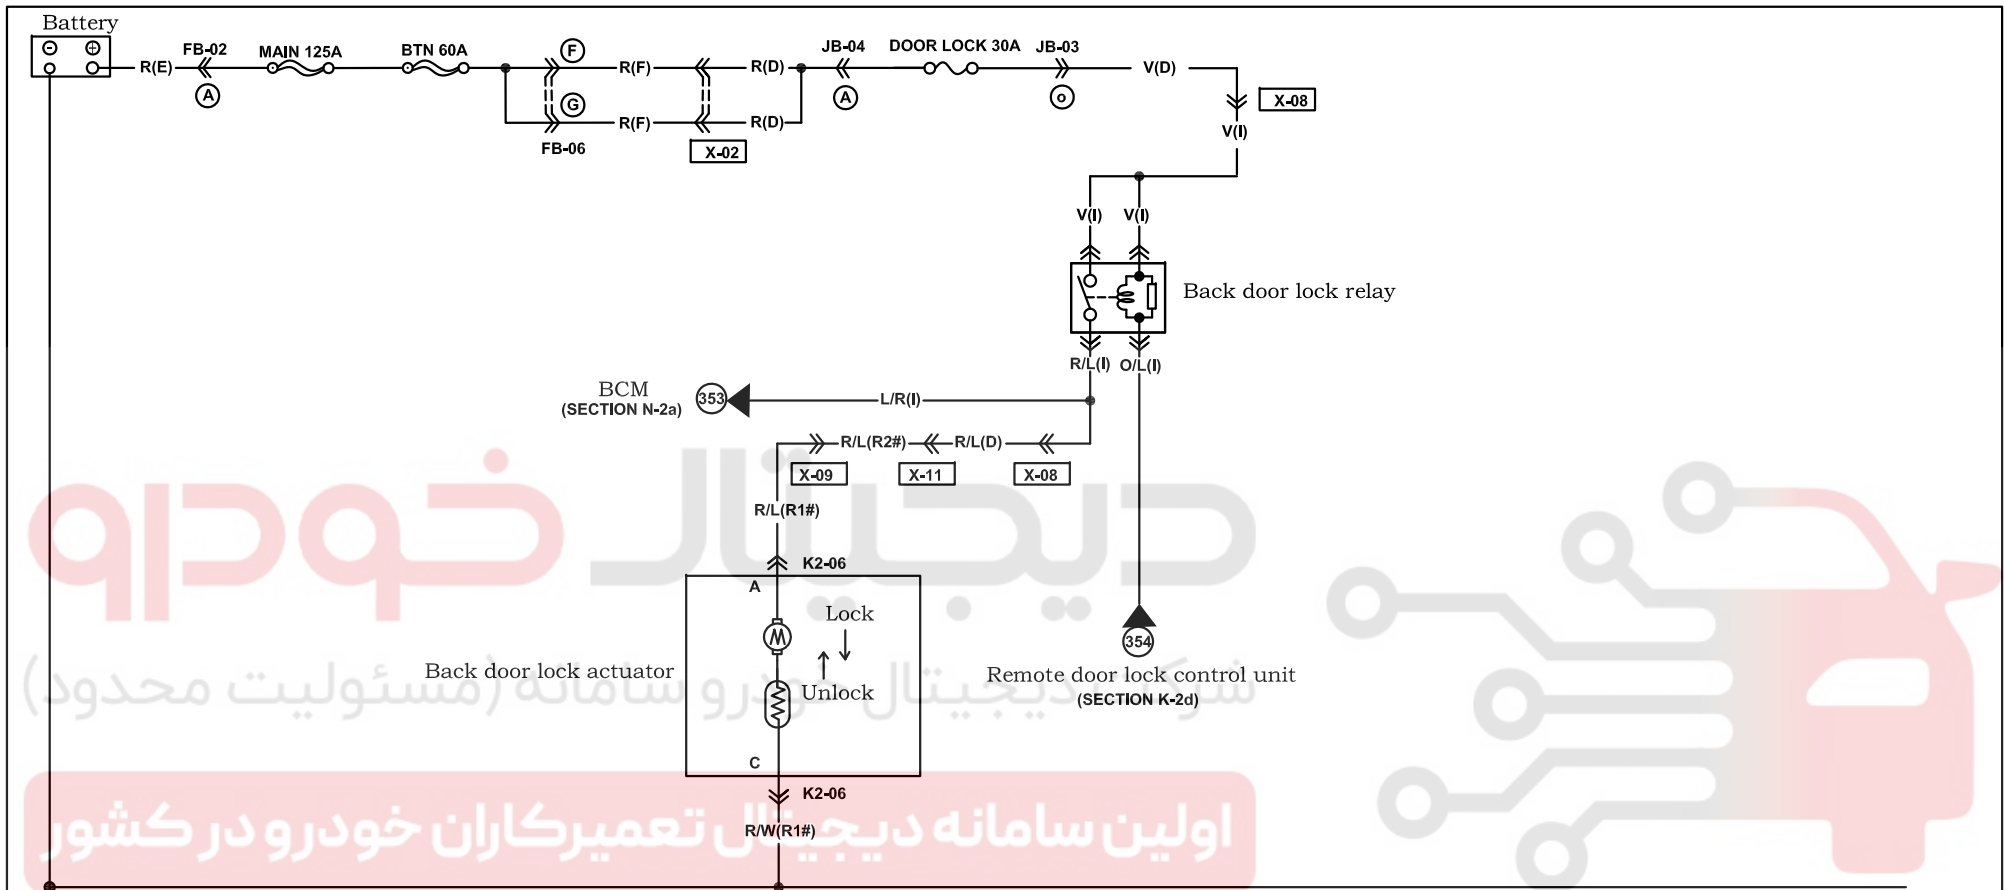 Battery
FB-02
MAIN 125A
BTN 60A
F
JB-04
DOOR LOCK 30A
JB-03
R(E)
R(F)
R(D)
V(D)
A
G
A
o
X-08
R(F)
R(D)
V(I)
FB-06
X-02
V(I)
V(I)
Back door lock relay
R/L(I)
O/L(I)
BCM
(SECTION N-2a)
353
L/R(I)
R/L(R2#)
R/L(D)
X-09
X-11
X-08
R/L(R1#)
دیجیتال خودرو
K2-06
A
M
Lock
354
Back door lock actuator
Unlock
Remote door lock control unit
(SECTION K-2d)
شرکت دیجیتال خودرو سامانه (مسئولیت محدود)
C
K2-06
R/W(R1#)
اولین سامانه دیجیتال تعمیرکاران خودرو در کشور